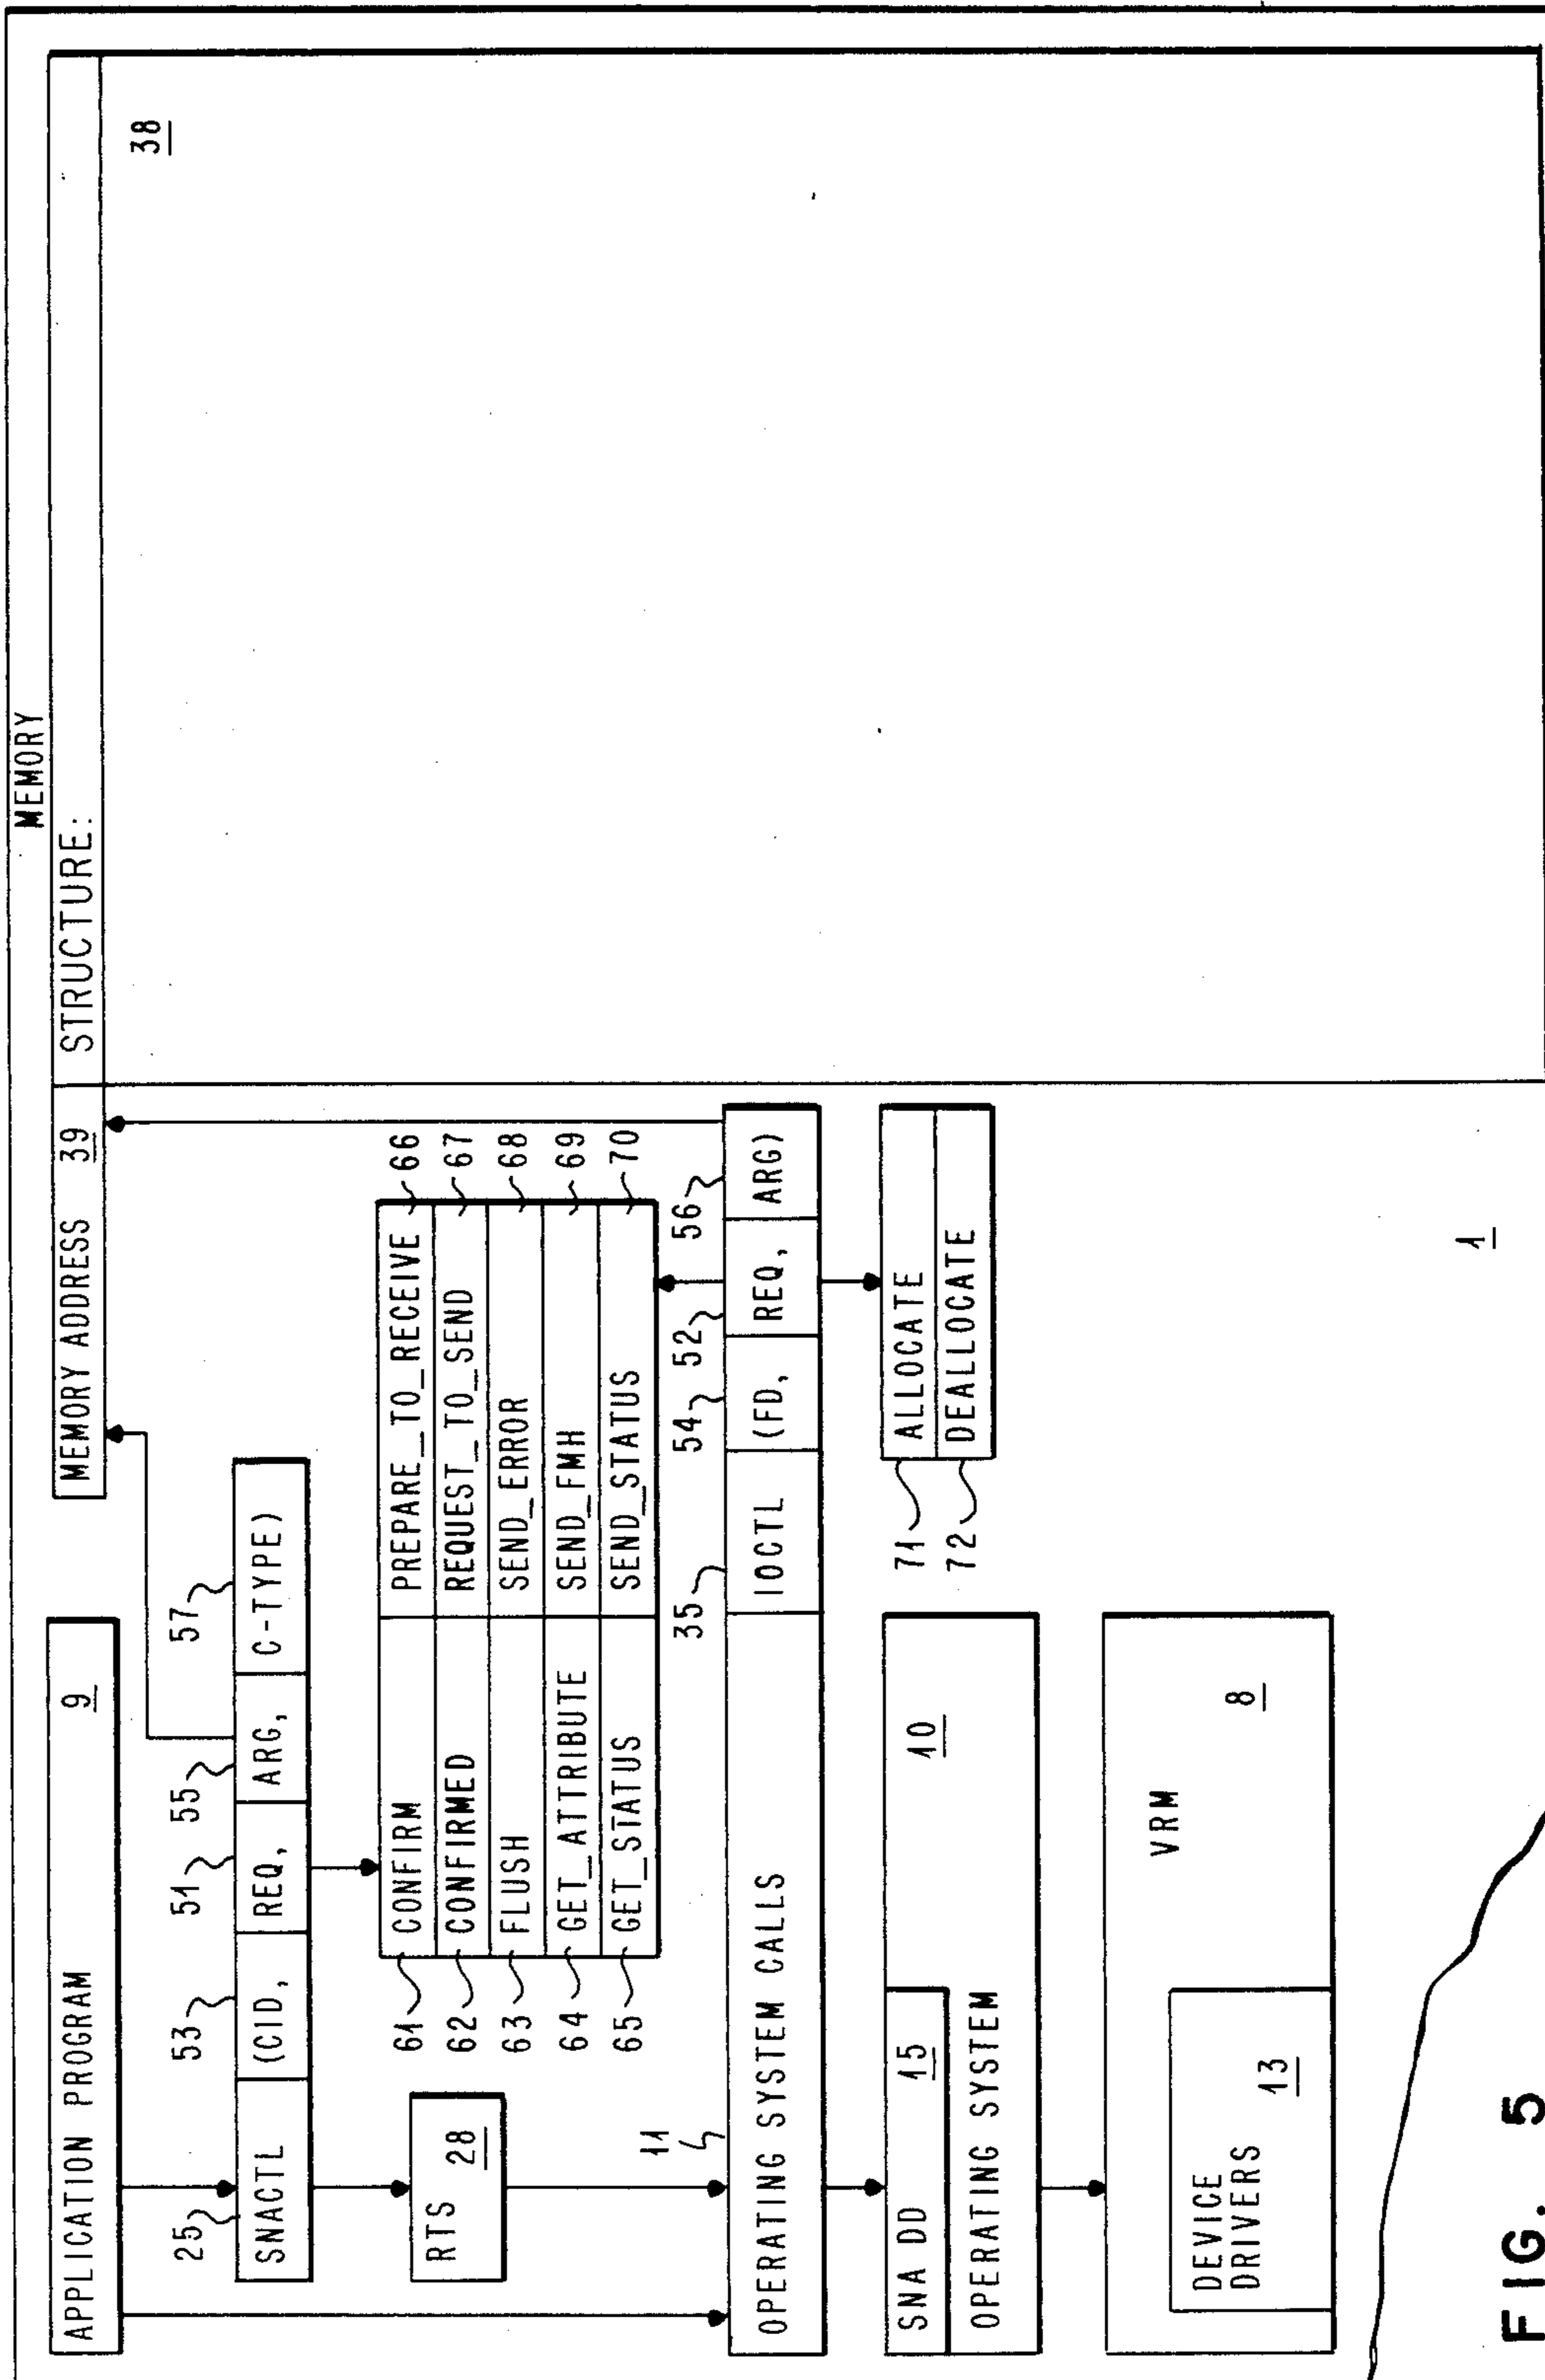 MEMORY
APPLICATION PROGRAM 9
MEMORY ADDRESS 39
STRUCTURE:
38
25 53 51 55 57
SNACTL (CID, REQ, ARG, C-TYPE)
RTS 28
61 CONFIRM PREPARE_TO_RECEIVE 66
62 CONFIRMED REQUEST_TO_SEND 67
63 FLUSH SEND_ERROR 68
64 GET_ATTRIBUTE SEND_FMH 69
65 GET_STATUS SEND_STATUS 70
11 35 54 52 56
OPERATING SYSTEM CALLS IOCTL (FD, REQ, ARG)
SNA DD 15
OPERATING SYSTEM 10
71 ALLOCATE
72 DEALLOCATE
VRM 8
DEVICE
DRIVERS 13
1
FIG. 5